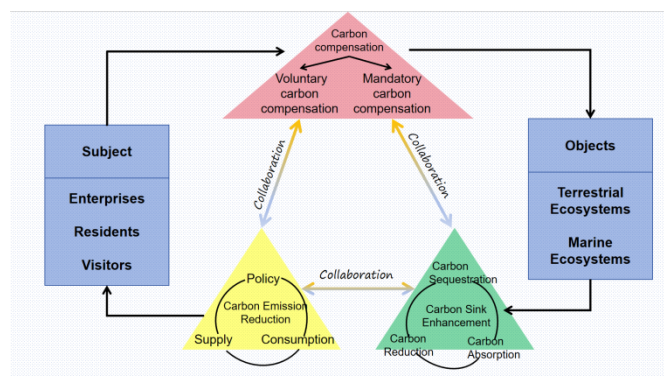 Carbon
compensation
Voluntary
carbon
compensation
Mandatory
carbon
compensation
Subject
Enterprises
Residents
Visitors
Objects
Terrestrial
Ecosystems
Marine
Ecosystems
Collaboration
Collaboration
Collaboration
Policy
Carbon Emission
Reduction
Supply
Consumption
Carbon
Sequestration
Carbon Sink
Enhancement
Carbon
Reduction
Carbon
Absorption